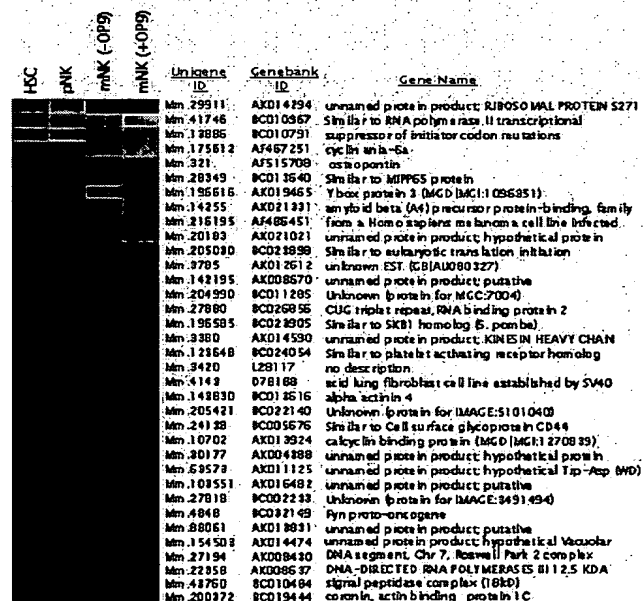 HSC
pNK
mNK (-OP9)
mNK (+OP9)
Unigene ID
Genebank ID
Gene Name
Mm.29911 AK014294 unnamed protein product; RIBOSOMAL PROTEIN S271
Mm.41746 BC010967 Similar to RNA polymerase II transcriptional
Mm.13886 BC010791 suppressor of initiator codon mutations
Mm.175612 AF467251 cyclin ania-6a
Mm.321 AF515708 osteopontin
Mm.28349 BC013640 Similar to MIPP65 protein
Mm.196616 AK019465 Y box protein 3 (MGD|MGI:1096351)
Mm.14255 AK021331 amyloid beta (A4) precursor protein-binding, family
Mm.216195 AF486451 from a Homo sapiens melanoma cell line infected
Mm.20183 AK021021 unnamed protein product; hypothetical protein
Mm.205030 BC023898 Similar to eukaryotic translation initiation
Mm.3785 AK012612 unknown EST. (GB|AU080327)
Mm.142195 AK008670 unnamed protein product; putative
Mm.204990 BC011285 Unknown (protein for MGC:7004)
Mm.27880 BC026856 CUG triplet repeat, RNA binding protein 2
Mm.196585 BC023905 Similar to SKB1 homolog (S. pombe)
Mm.3380 AK014590 unnamed protein product; KINESIN HEAVY CHAN
Mm.123648 BC024054 Similar to platelet activating receptor homolog
Mm.3420 L28117 no description
Mm.4143 D78188 acid lung fibroblast cell line established by SV40
Mm.143830 BC013616 alpha actinin 4
Mm.205421 BC022140 Unknown (protein for IMAGE:5101040)
Mm.24138 BC005676 Similar to Cell surface glycoprotein CD44
Mm.10702 AK013924 calcyclin binding protein (MGD|MGI:1270839)
Mm.30177 AK004388 unnamed protein product; hypothetical protein
Mm.69573 AK011125 unnamed protein product; hypothetical Trp-Asp (WD)
Mm.103551 AK016482 unnamed protein product; putative
Mm.27818 BC002233 Unknown (protein for IMAGE:3491494)
Mm.4848 BC032149 Fyn proto-oncogene
Mm.88061 AK013831 unnamed protein product; putative
Mm.154503 AK014474 unnamed protein product; hypothetical Vacuolar
Mm.27194 AK008430 DNA segment, Chr 7, Roswell Park 2 complex
Mm.22958 AK008637 DNA-DIRECTED RNA POLYMERASES III 12.5 KDA
Mm.43760 BC010484 signal peptidase complex (18kD)
Mm.200372 BC019444 coronin, actin binding protein 1C